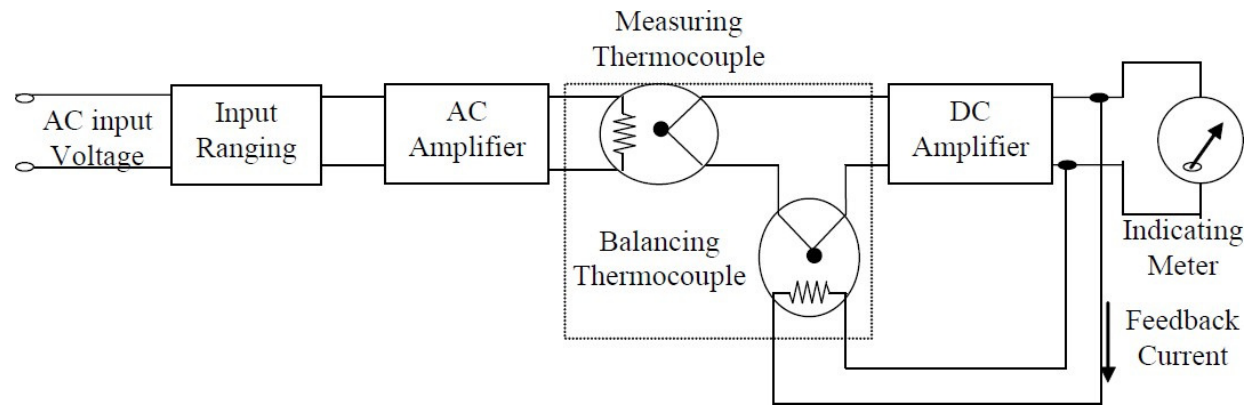 Measuring
Thermocouple
AC input
Voltage
Input
Ranging
AC
Amplifier
DC
Amplifier
Balancing
Thermocouple
Indicating
Meter
Feedback
Current